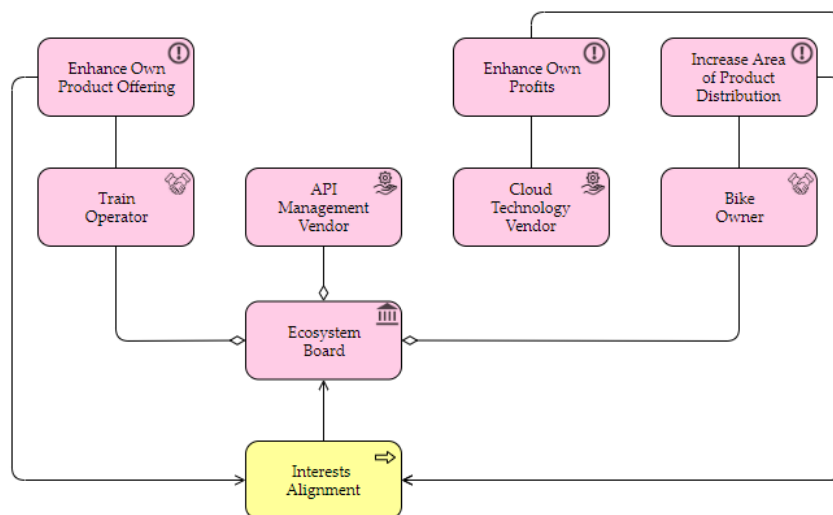 Enhance Own
Product Offering
Enhance Own
Profits
Increase Area
of Product
Distribution
Train
Operator
API
Management
Vendor
Cloud
Technology
Vendor
Bike
Owner
Ecosystem
Board
Interests
Alignment